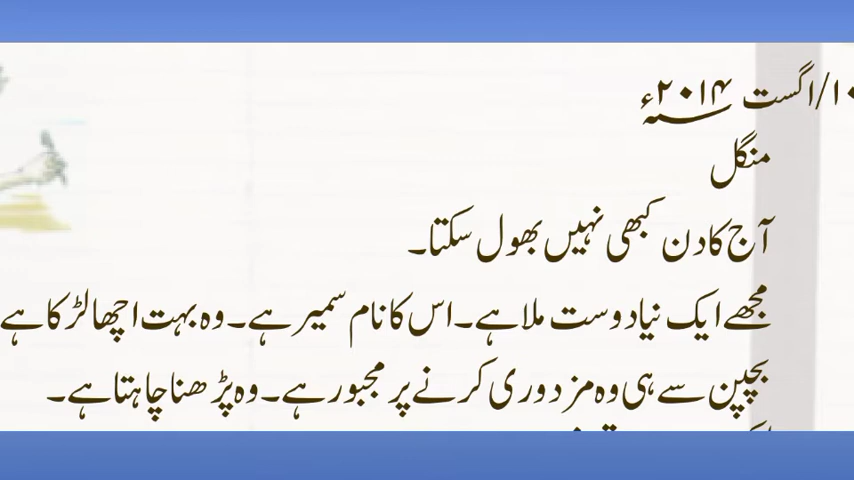 ۱۰/اگست ۲۰۱۴ء
منگل
آج کا دن کبھی نہیں بھول سکتا۔
مجھے ایک نیا دوست ملا ہے۔ اس کا نام سمیر ہے۔ وہ بہت اچھا لڑکا ہے
بچپن سے ہی وہ مزدوری کرنے پر مجبور ہے۔ وہ پڑھنا چاہتا ہے۔